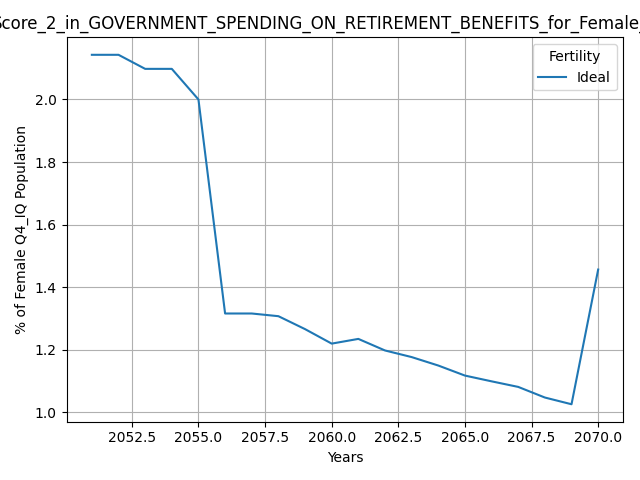 Score_2_in_GOVERNMENT_SPENDING_ON_RETIREMENT_BENEFITS_for_Female_
Fertility
Ideal
2.0
1.8
1.6
1.4
1.2
1.0
% of Female Q4_IQ Population
2052.5 2055.0 2057.5 2060.0 2062.5 2065.0 2067.5 2070.0
Years